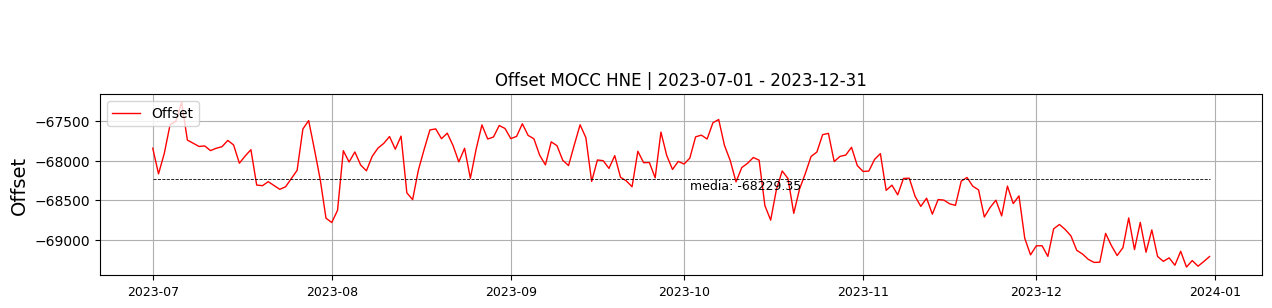 Offset MOCC HNE | 2023-07-01 - 2023-12-31
Offset
Offset
−67500
−68000
−68500
−69000
media: -68229.35
2023-07
2023-08
2023-09
2023-10
2023-11
2023-12
2024-01